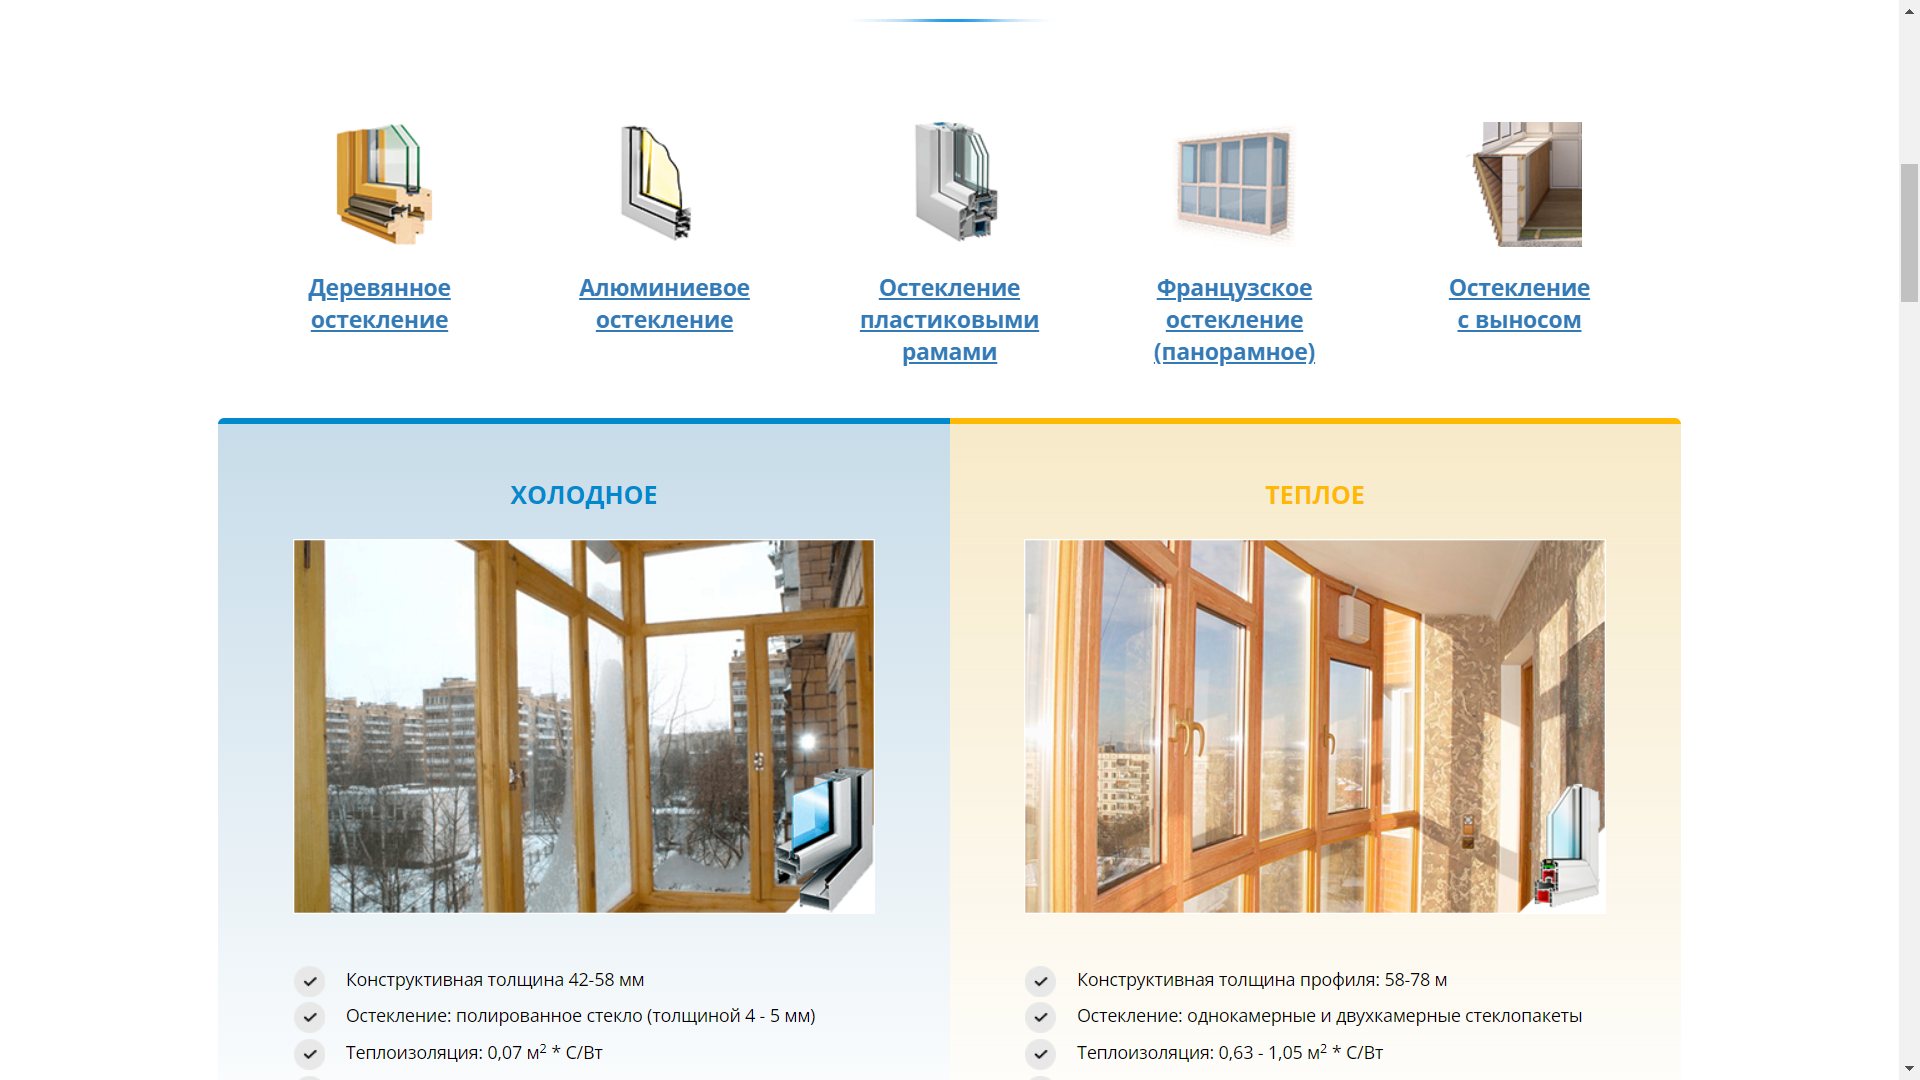 Деревянное
остекление
Алюминиевое
остекление
Остекление
пластиковыми
рамами
Французское
остекление
(панорамное)
Остекление
с выносом
ХОЛОДНОЕ
Конструктивная толщина 42-58 мм
Остекление: полированное стекло (толщиной 4 - 5 мм)
Теплоизоляция: 0,07 м² * С/Вт
ТЕПЛОЕ
Конструктивная толщина профиля: 58-78 м
Остекление: однокамерные и двухкамерные стеклопакеты
Теплоизоляция: 0,63 - 1,05 м² * С/Вт